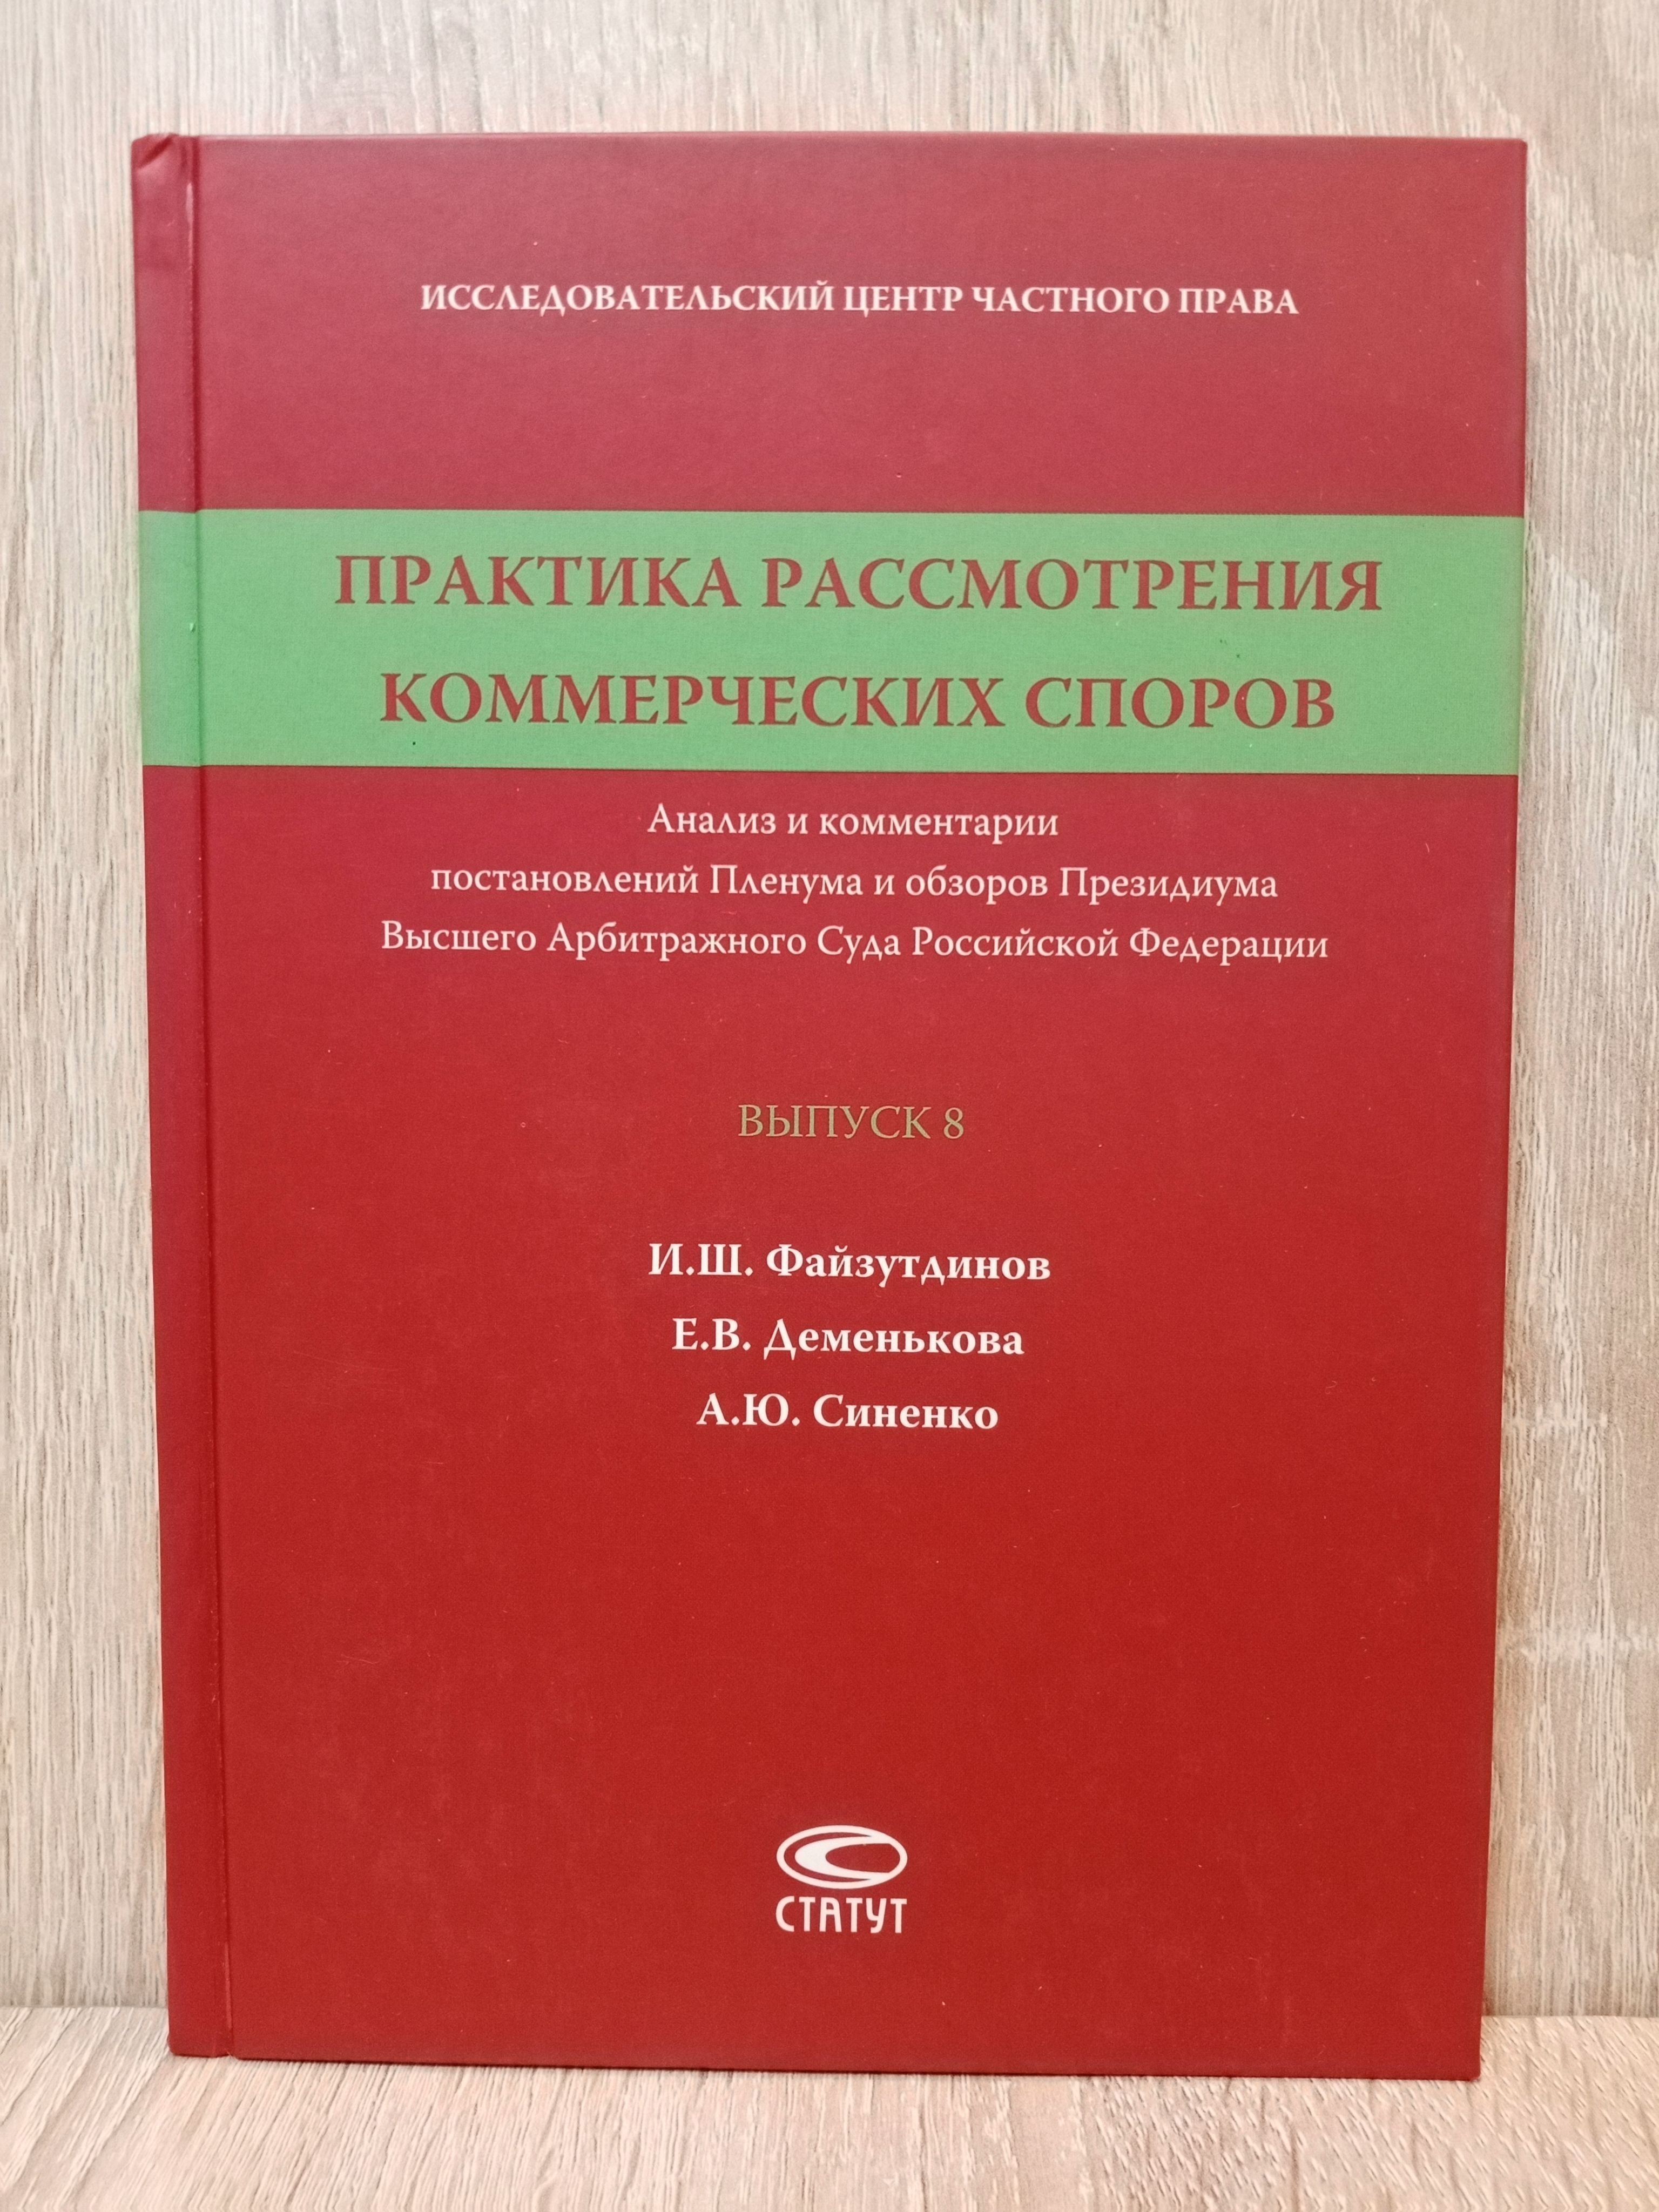 ИССЛЕДОВАТЕЛЬСКИЙ ЦЕНТР ЧАСТНОГО ПРАВА
ПРАКТИКА РАССМОТРЕНИЯ
КОММЕРЧЕСКИХ СПОРОВ
Анализ и комментарии
постановлений Пленума и обзоров Президиума
Высшего Арбитражного Суда Российской Федерации
ВЫПУСК 8
И.Ш. Файзутдинов
Е.В. Деменькова
А.Ю. Синенко
СТАТУТ